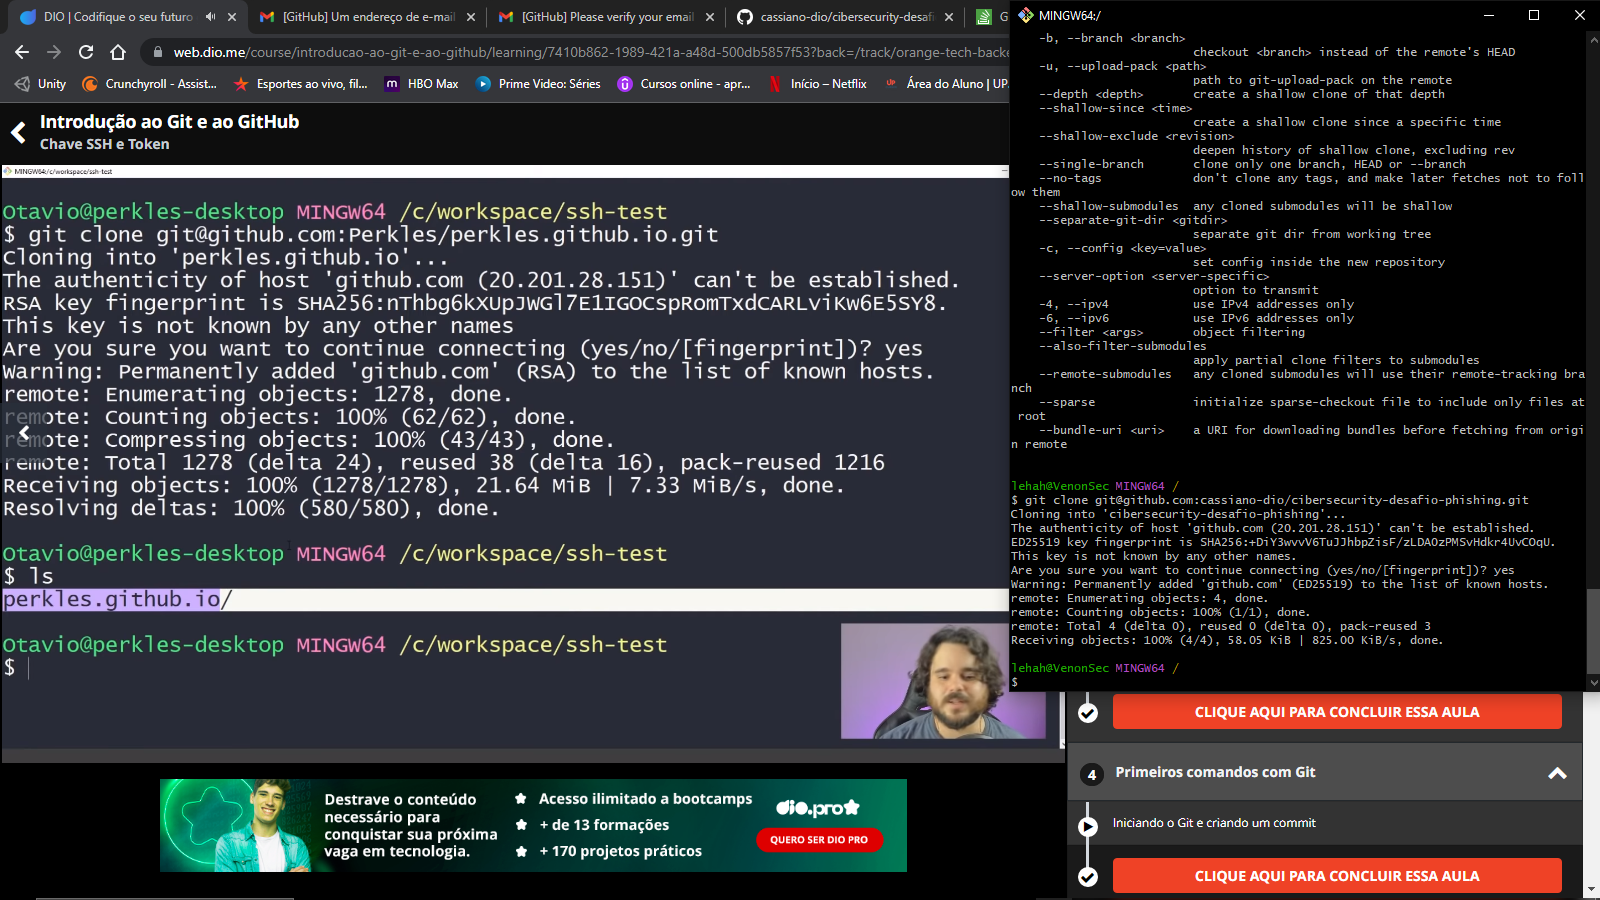 DIO | Codifique o seu futuro
[GitHub] Um endereço de e-mail
[GitHub] Please verify your email
cassiano-dio/cibersecurity-desafi
G
web.dio.me/course/introducao-ao-git-e-ao-github/learning/7410b862-1989-421a-a48d-500db5857f53?back=/track/orange-tech-backe
Unity
Crunchyroll - Assist...
Esportes ao vivo, fil...
HBO Max
Prime Video: Séries
Cursos online - apr...
Início – Netflix
Área do Aluno | UP
Introdução ao Git e ao GitHub
Chave SSH e Token
MINGW64:/c/workspace/ssh-test
Otavio@perkles-desktop MINGW64 /c/workspace/ssh-test
$ git clone git@github.com:Perkles/perkles.github.io.git
Cloning into 'perkles.github.io'...
The authenticity of host 'github.com (20.201.28.151)' can't be established.
RSA key fingerprint is SHA256:nThbg6kXUpJWGl7E1IGOCspRomTxdCARLviKw6E5SY8.
This key is not known by any other names
Are you sure you want to continue connecting (yes/no/[fingerprint])? yes
Warning: Permanently added 'github.com' (RSA) to the list of known hosts.
remote: Enumerating objects: 1278, done.
remote: Counting objects: 100% (62/62), done.
remote: Compressing objects: 100% (43/43), done.
remote: Total 1278 (delta 24), reused 38 (delta 16), pack-reused 1216
Receiving objects: 100% (1278/1278), 21.64 MiB | 7.33 MiB/s, done.
Resolving deltas: 100% (580/580), done.
Otavio@perkles-desktop MINGW64 /c/workspace/ssh-test
$ ls
perkles.github.io/
Otavio@perkles-desktop MINGW64 /c/workspace/ssh-test
$
Destrave o conteúdo
necessário para
conquistar sua próxima
vaga em tecnologia.
Acesso ilimitado a bootcamps
+ de 13 formações
+ 170 projetos práticos
dio.pro
QUERO SER DIO PRO
MINGW64:/
-b, --branch <branch>
checkout <branch> instead of the remote's HEAD
-u, --upload-pack <path>
path to git-upload-pack on the remote
--depth <depth> create a shallow clone of that depth
--shallow-since <time>
create a shallow clone since a specific time
--shallow-exclude <revision>
deepen history of shallow clone, excluding rev
--single-branch clone only one branch, HEAD or --branch
--no-tags don't clone any tags, and make later fetches not to foll
ow them
--shallow-submodules any cloned submodules will be shallow
--separate-git-dir <gitdir>
separate git dir from working tree
-c, --config <key=value>
set config inside the new repository
--server-option <server-specific>
option to transmit
-4, --ipv4 use IPv4 addresses only
-6, --ipv6 use IPv6 addresses only
--filter <args> object filtering
--also-filter-submodules
apply partial clone filters to submodules
--remote-submodules any cloned submodules will use their remote-tracking bra
nch
--sparse initialize sparse-checkout file to include only files at
root
--bundle-uri <uri> a URI for downloading bundles before fetching from origi
n remote
lehah@VenonSec MINGW64 /
$ git clone git@github.com:cassiano-dio/cibersecurity-desafio-phishing.git
Cloning into 'cibersecurity-desafio-phishing'...
The authenticity of host 'github.com (20.201.28.151)' can't be established.
ED25519 key fingerprint is SHA256:+DiY3wvvV6TuJJhbpZisF/zLDA0zPMSvHdkr4UvCOqU.
This key is not known by any other names.
Are you sure you want to continue connecting (yes/no/[fingerprint])? yes
Warning: Permanently added 'github.com' (ED25519) to the list of known hosts.
remote: Enumerating objects: 4, done.
remote: Counting objects: 100% (1/1), done.
remote: Total 4 (delta 0), reused 0 (delta 0), pack-reused 3
Receiving objects: 100% (4/4), 58.05 KiB | 825.00 KiB/s, done.
lehah@VenonSec MINGW64 /
$
CLIQUE AQUI PARA CONCLUIR ESSA AULA
4
Primeiros comandos com Git
Iniciando o Git e criando um commit
CLIQUE AQUI PARA CONCLUIR ESSA AULA